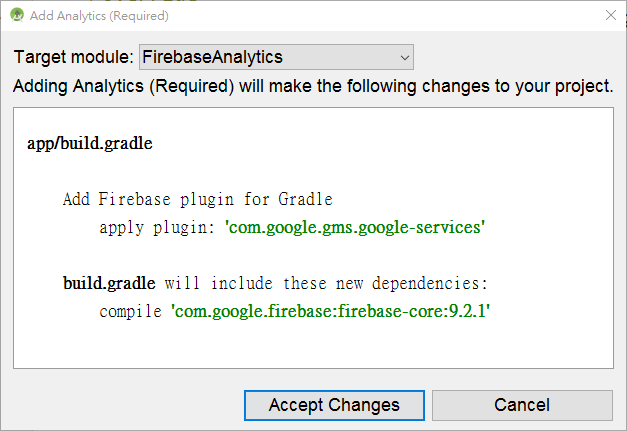 Add Analytics (Required)
Target module: FirebaseAnalytics
Adding Analytics (Required) will make the following changes to your project.
app/build.gradle
Add Firebase plugin for Gradle
apply plugin: 'com.google.gms.google-services'
build.gradle will include these new dependencies:
compile 'com.google.firebase:firebase-core:9.2.1'
Accept Changes
Cancel